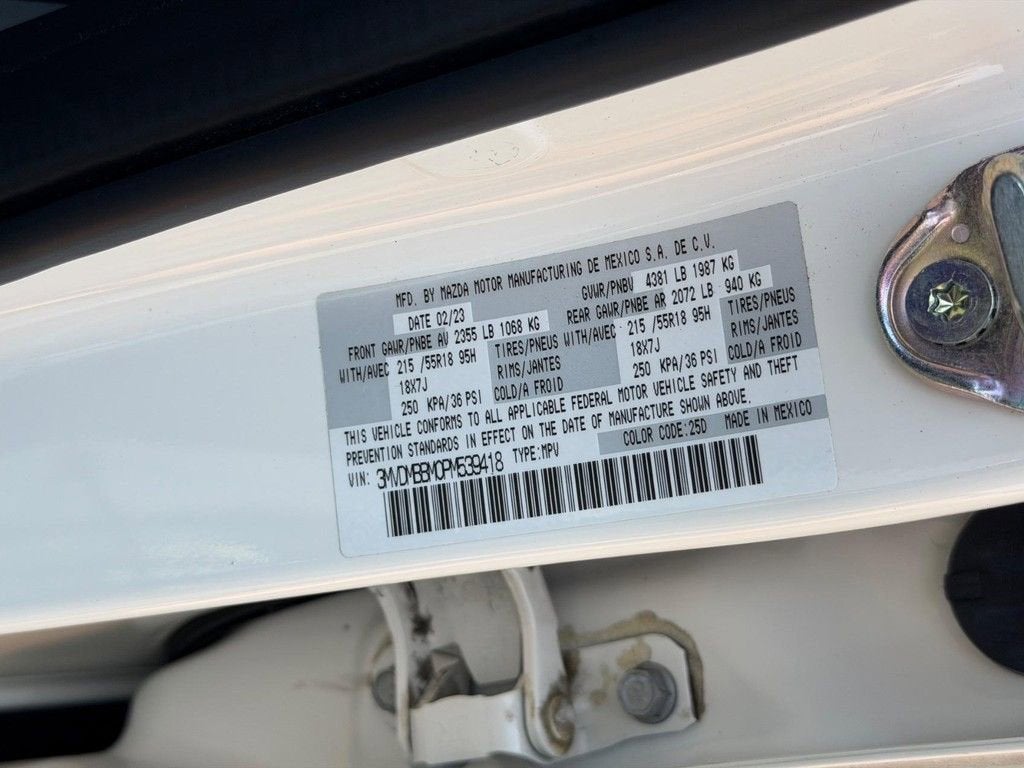 MFD. BY MAZDA MOTOR MANUFACTURING DE MEXICO S.A. DE C.V.
DATE 02/23 GVWR/PNBV 4381 LB 1987 KG
FRONT GAWR/PNBE AV 2355 LB 1068 KG REAR GAWR/PNBE AR 2072 LB 940 KG
WITH/AVEC 215 /55R18 95H TIRES/PNEUS WITH/AVEC 215 /55R18 95H TIRES/PNEUS
18X7J RIMS/JANTES 18X7J RIMS/JANTES
250 KPA/36 PSI COLD/A FROID 250 KPA/36 PSI COLD/A FROID
THIS VEHICLE CONFORMS TO ALL APPLICABLE FEDERAL MOTOR VEHICLE SAFETY AND THEFT
PREVENTION STANDARDS IN EFFECT ON THE DATE OF MANUFACTURE SHOWN ABOVE.
VIN: 3MVDMBBM0PM539418 TYPE:MPV COLOR CODE:25D MADE IN MEXICO